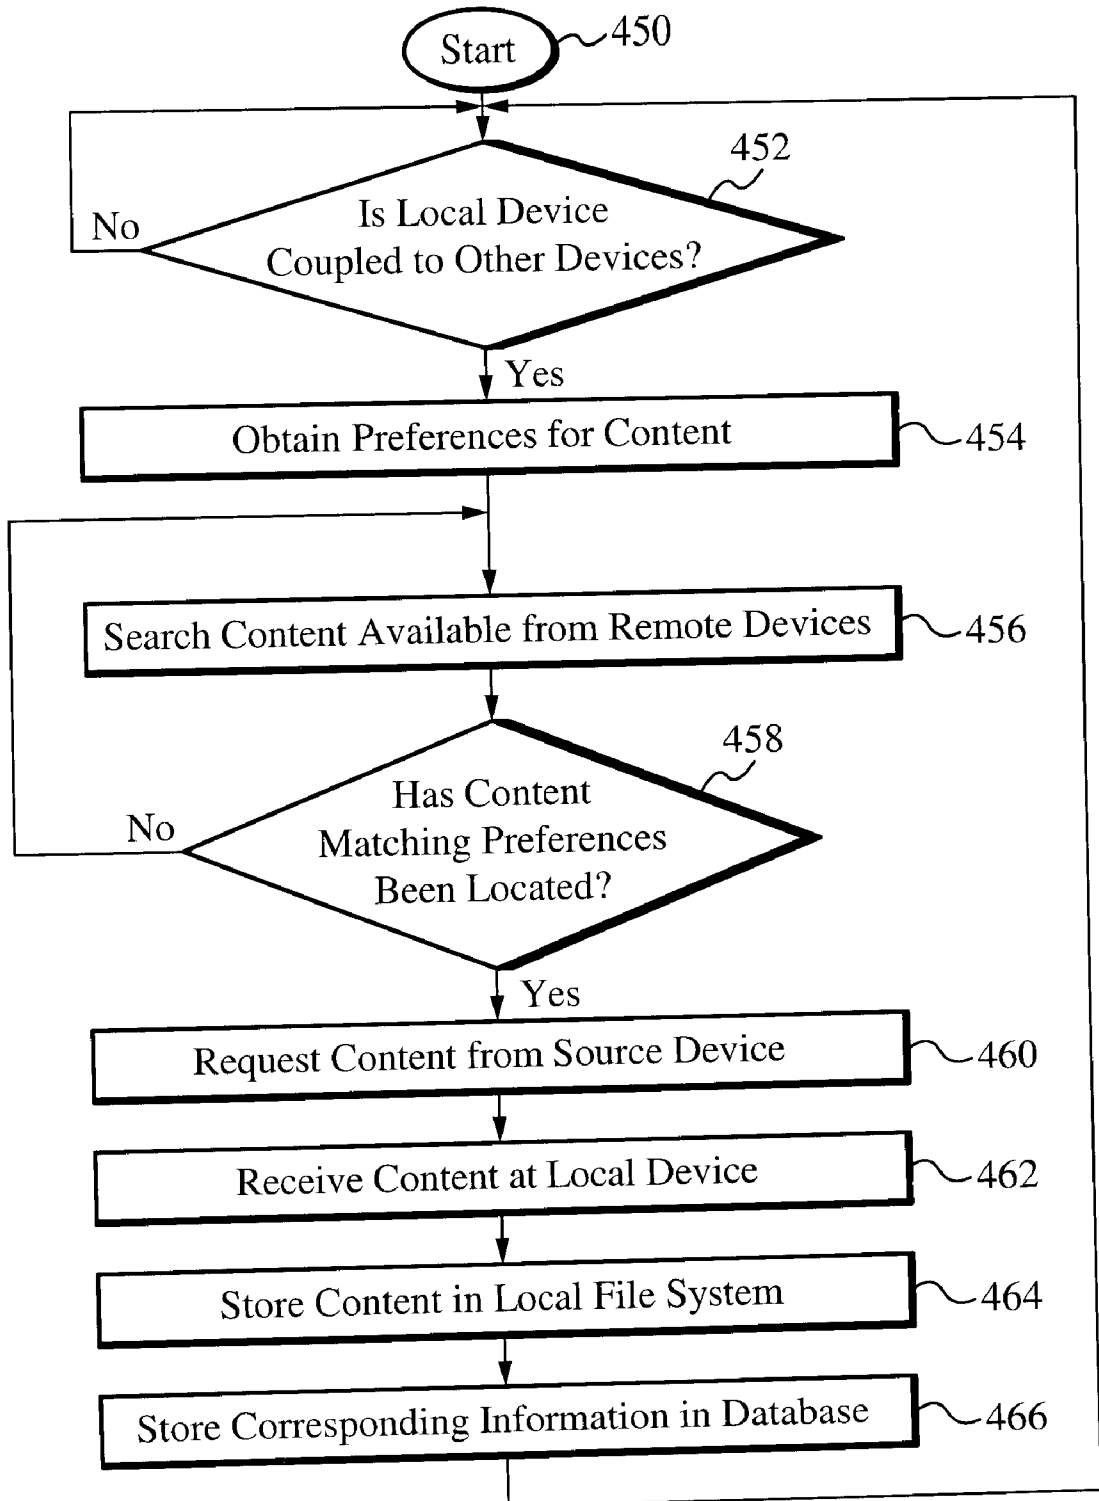 Start
450
452
Is Local Device
Coupled to Other Devices?
No
Yes
Obtain Preferences for Content
454
Search Content Available from Remote Devices
456
458
Has Content
Matching Preferences
Been Located?
No
Yes
Request Content from Source Device
460
Receive Content at Local Device
462
Store Content in Local File System
464
Store Corresponding Information in Database
466